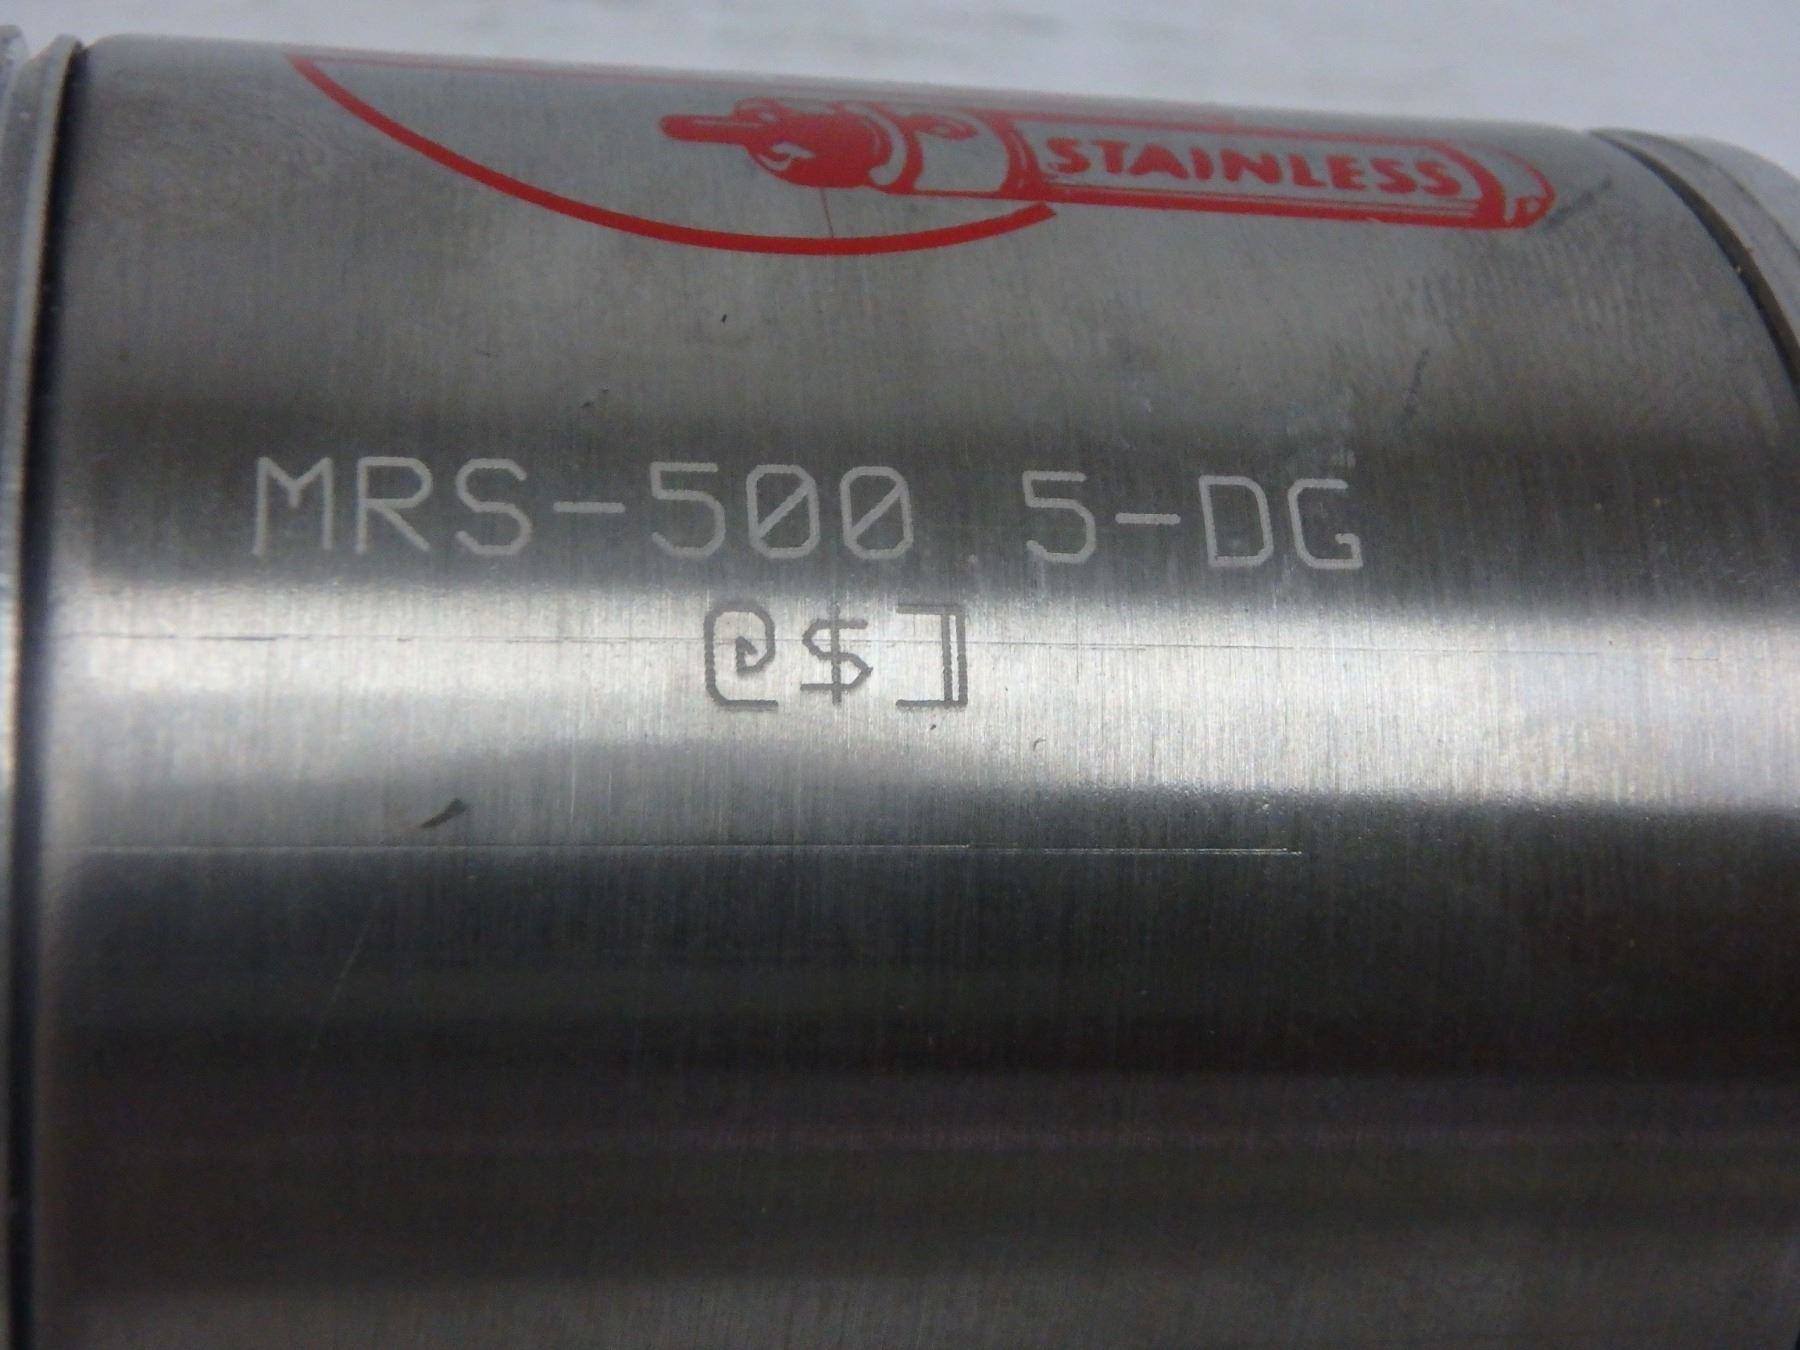 STAINLESS
MRS-500 5-DG
@$]